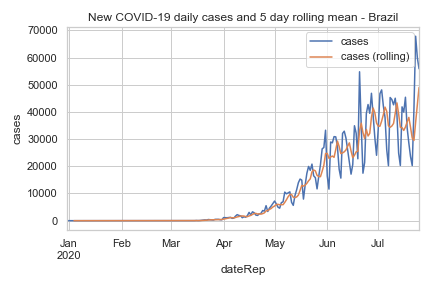 New COVID-19 daily cases and 5 day rolling mean - Brazil
cases
cases (rolling)
70000
60000
50000
40000
30000
20000
10000
0
cases
Jan Feb Mar Apr May Jun Jul
2020
dateRep